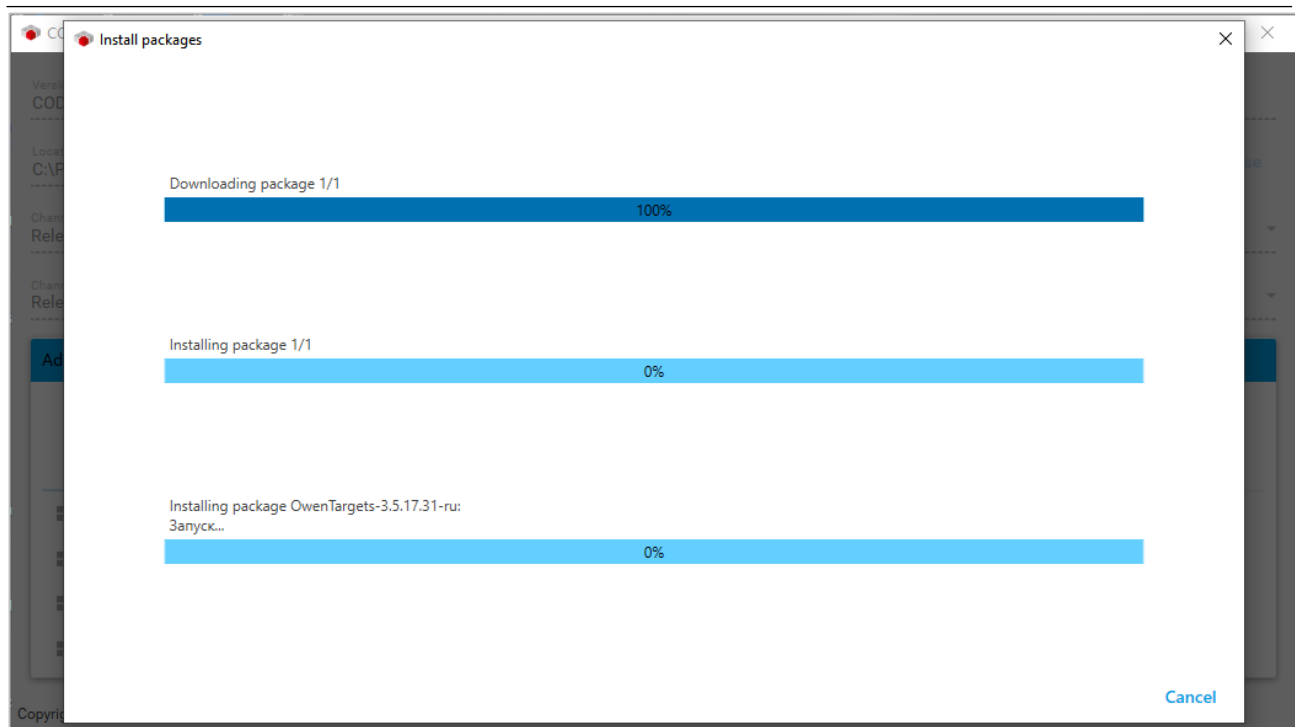 Install packages
Downloading package 1/1
100%
Installing package 1/1
0%
Installing package OwenTargets-3.5.17.31-ru:
Запуск...
0%
Cancel